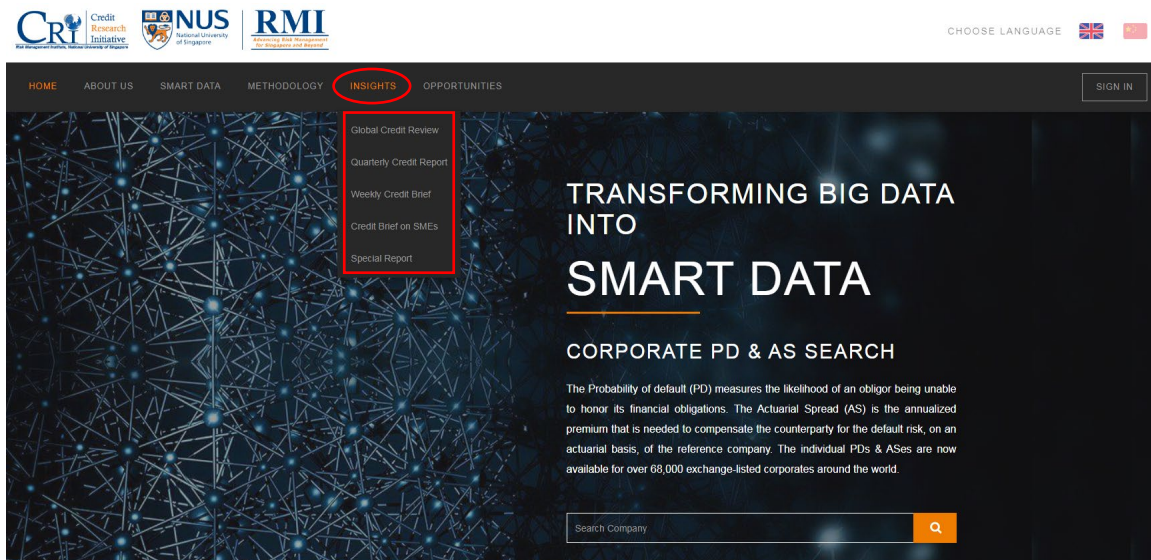 CRI Credit Research Initiative
Risk Management Institute, National University of Singapore
NUS
National University
of Singapore
RMI
Advancing Risk Management
for Singapore and Beyond
CHOOSE LANGUAGE
HOME ABOUT US SMART DATA METHODOLOGY INSIGHTS OPPORTUNITIES SIGN IN
Global Credit Review
Quarterly Credit Report
Weekly Credit Brief
Credit Brief on SMEs
Special Report
TRANSFORMING BIG DATA
INTO
SMART DATA
CORPORATE PD & AS SEARCH
The Probability of default (PD) measures the likelihood of an obligor being unable
to honor its financial obligations. The Actuarial Spread (AS) is the annualized
premium that is needed to compensate the counterparty for the default risk, on an
actuarial basis, of the reference company. The individual PDs & ASes are now
available for over 68,000 exchange-listed corporates around the world.
Search Company